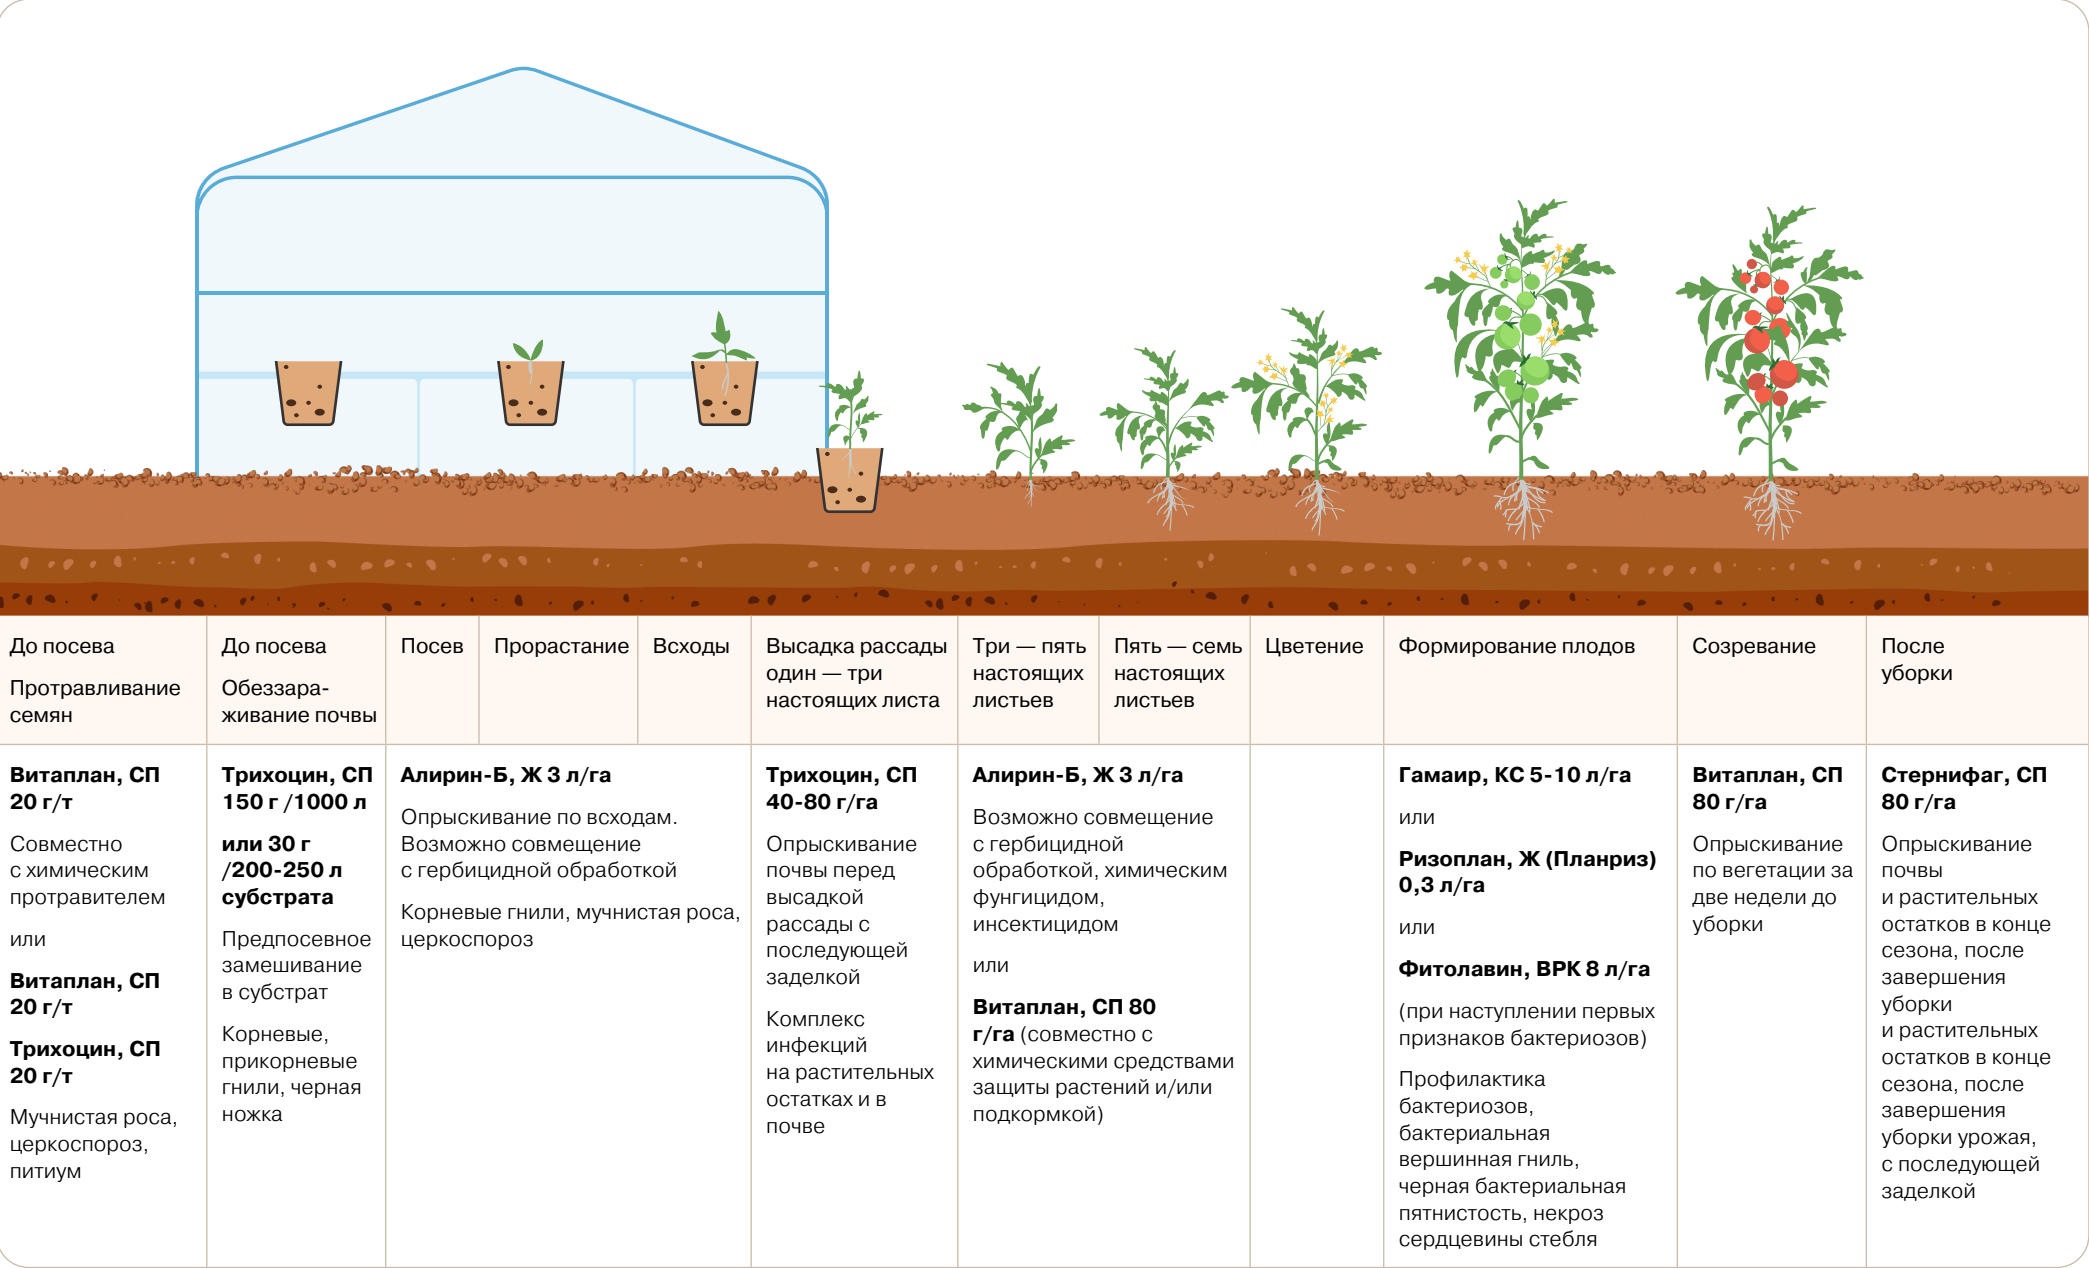 До посева
Протравливание
семян
До посева
Обеззара-
живание почвы
Посев
Прорастание
Всходы
Высадка рассады
один — три
настоящих листа
Три — пять
настоящих
листьев
Пять — семь
настоящих
листьев
Цветение
Формирование плодов
Созревание
После
уборки
Витаплан, СП
20 г/т
Совместно
с химическим
протравителем
или
Витаплан, СП
20 г/т
Трихоцин, СП
20 г/т
Мучнистая роса,
церкоспороз,
питиум
Трихоцин, СП
150 г /1000 л
или 30 г
/200-250 л
субстрата
Предпосевное
замешивание
в субстрат
Корневые,
прикорневые
гнили, черная
ножка
Алирин-Б, Ж 3 л/га
Опрыскивание по всходам.
Возможно совмещение
с гербицидной обработкой
Корневые гнили, мучнистая роса,
церкоспороз
Трихоцин, СП
40-80 г/га
Опрыскивание
почвы перед
высадкой
рассады с
последующей
заделкой
Комплекс
инфекций
на растительных
остатках и в
почве
Алирин-Б, Ж 3 л/га
Возможно совмещение
с гербицидной
обработкой, химическим
фунгицидом,
инсектицидом
или
Витаплан, СП 80
г/га (совместно с
химическими средствами
защиты растений и/или
подкормкой)
Гамаир, КС 5-10 л/га
или
Ризоплан, Ж (Планриз)
0,3 л/га
или
Фитолавин, ВРК 8 л/га
(при наступлении первых
признаков бактериозов)
Профилактика
бактериозов,
бактериальная
вершинная гниль,
черная бактериальная
пятнистость, некроз
сердцевины стебля
Витаплан, СП
80 г/га
Опрыскивание
по вегетации за
две недели до
уборки
Стернифаг, СП
80 г/га
Опрыскивание
почвы
и растительных
остатков в конце
сезона, после
завершения
уборки
и растительных
остатков в конце
сезона, после
завершения
уборки урожая,
с последующей
заделкой